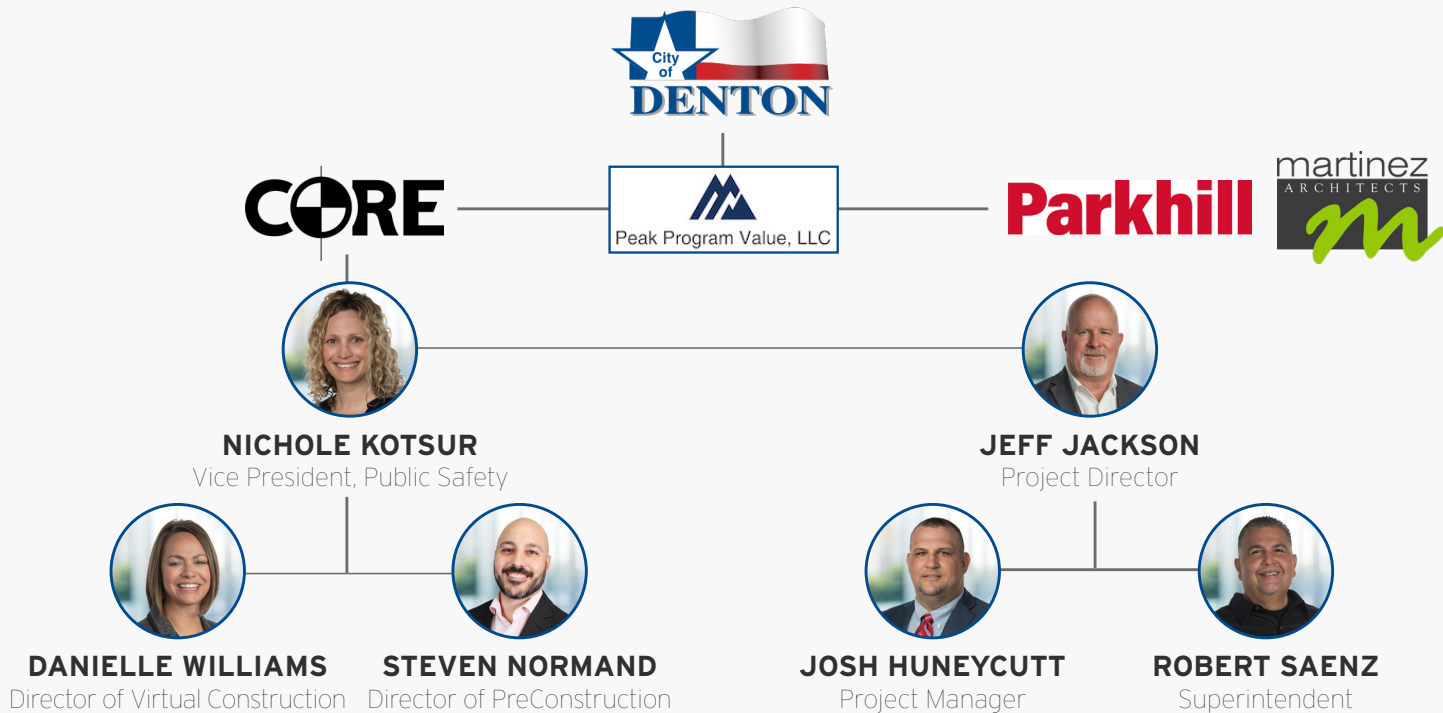 City
of
DENTON
CORE
Peak Program Value, LLC
Parkhill
martinez
ARCHITECTS
m
NICHOLE KOTSUR
Vice President, Public Safety
JEFF JACKSON
Project Director
DANIELLE WILLIAMS
Director of Virtual Construction
STEVEN NORMAND
Director of PreConstruction
JOSH HUNEYCUTT
Project Manager
ROBERT SAENZ
Superintendent